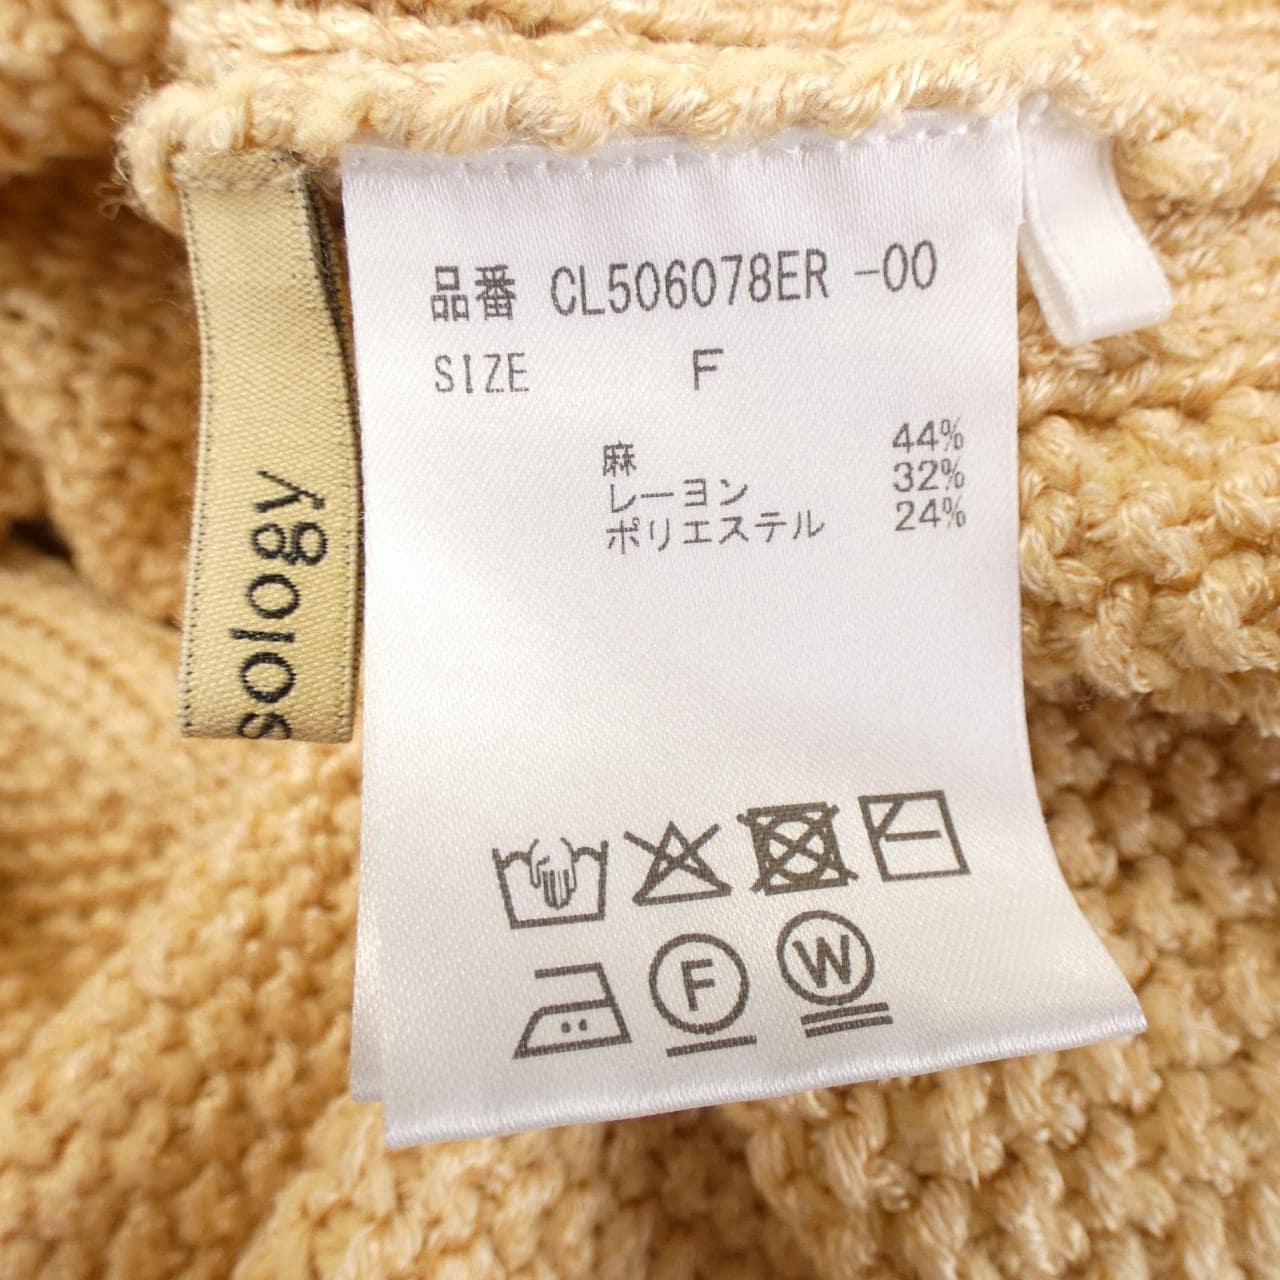 sology
品番 CL506078ER -00
SIZE F
麻 44%
レーヨン 32%
ポリエステル 24%
F
W